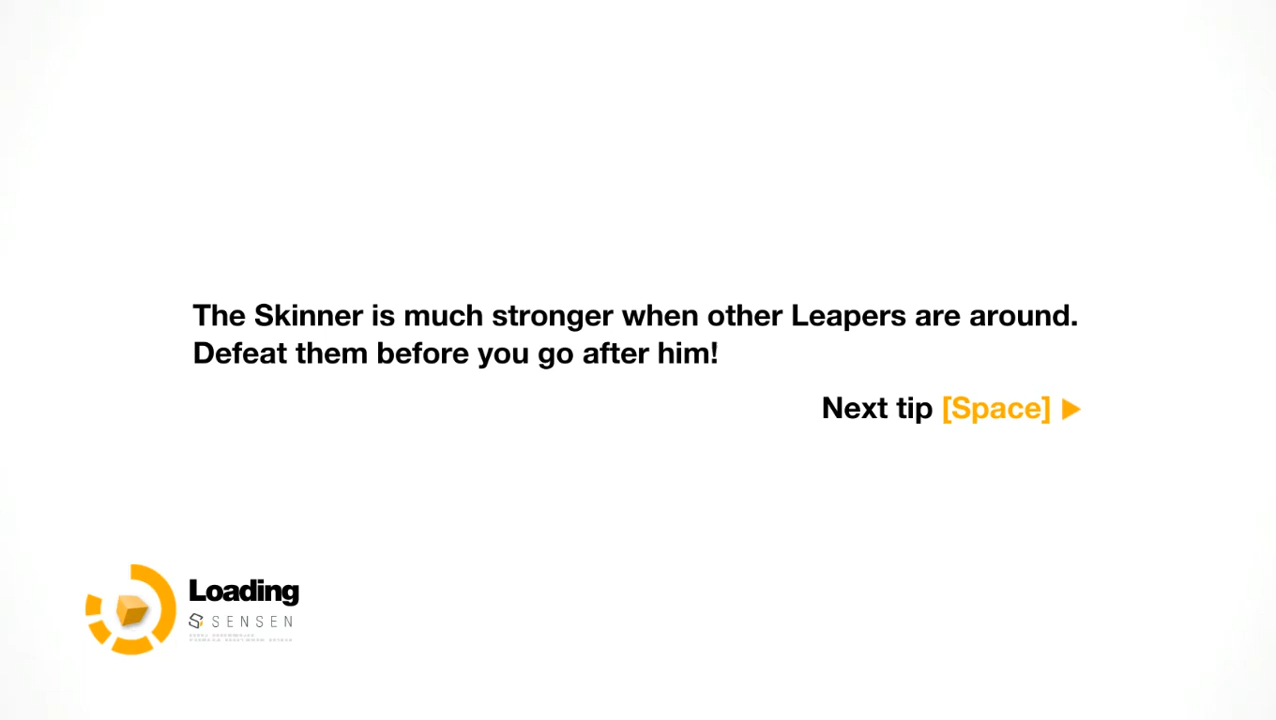 The Skinner is much stronger when other Leapers are around.
Defeat them before you go after him!
Next tip [Space]
Loading
SENSEN